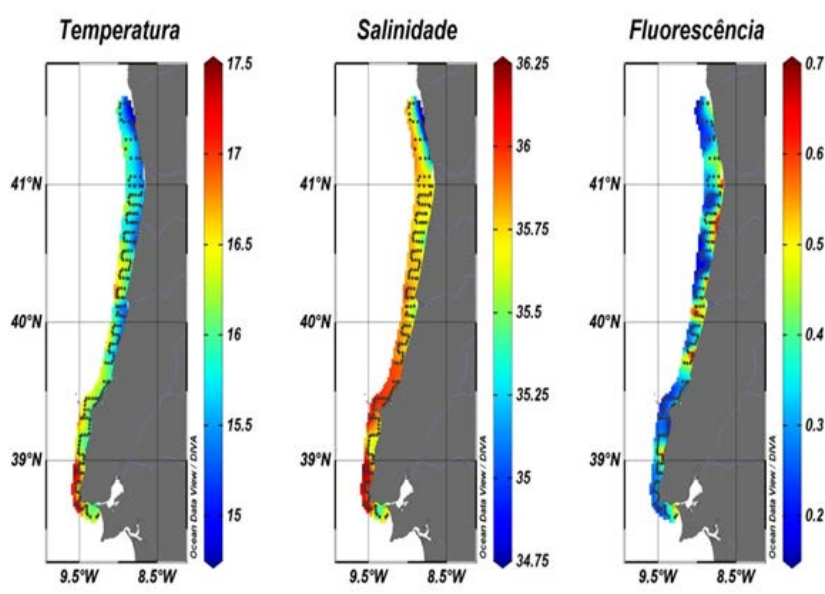 Temperatura
17.5
17
16.5
16
15.5
15
41°N
40°N
39°N
9.5°W 8.5°W
Ocean Data View / DIVA
Salinidade
36.25
36
35.75
35.5
35.25
35
34.75
9.5°W 8.5°W
Ocean Data View / DIVA
Fluorescência
0.7
0.6
0.5
0.4
0.3
0.2
41°N
40°N
39°N
9.5°W 8.5°W
Ocean Data View / DIVA
41°N
40°N
39°N